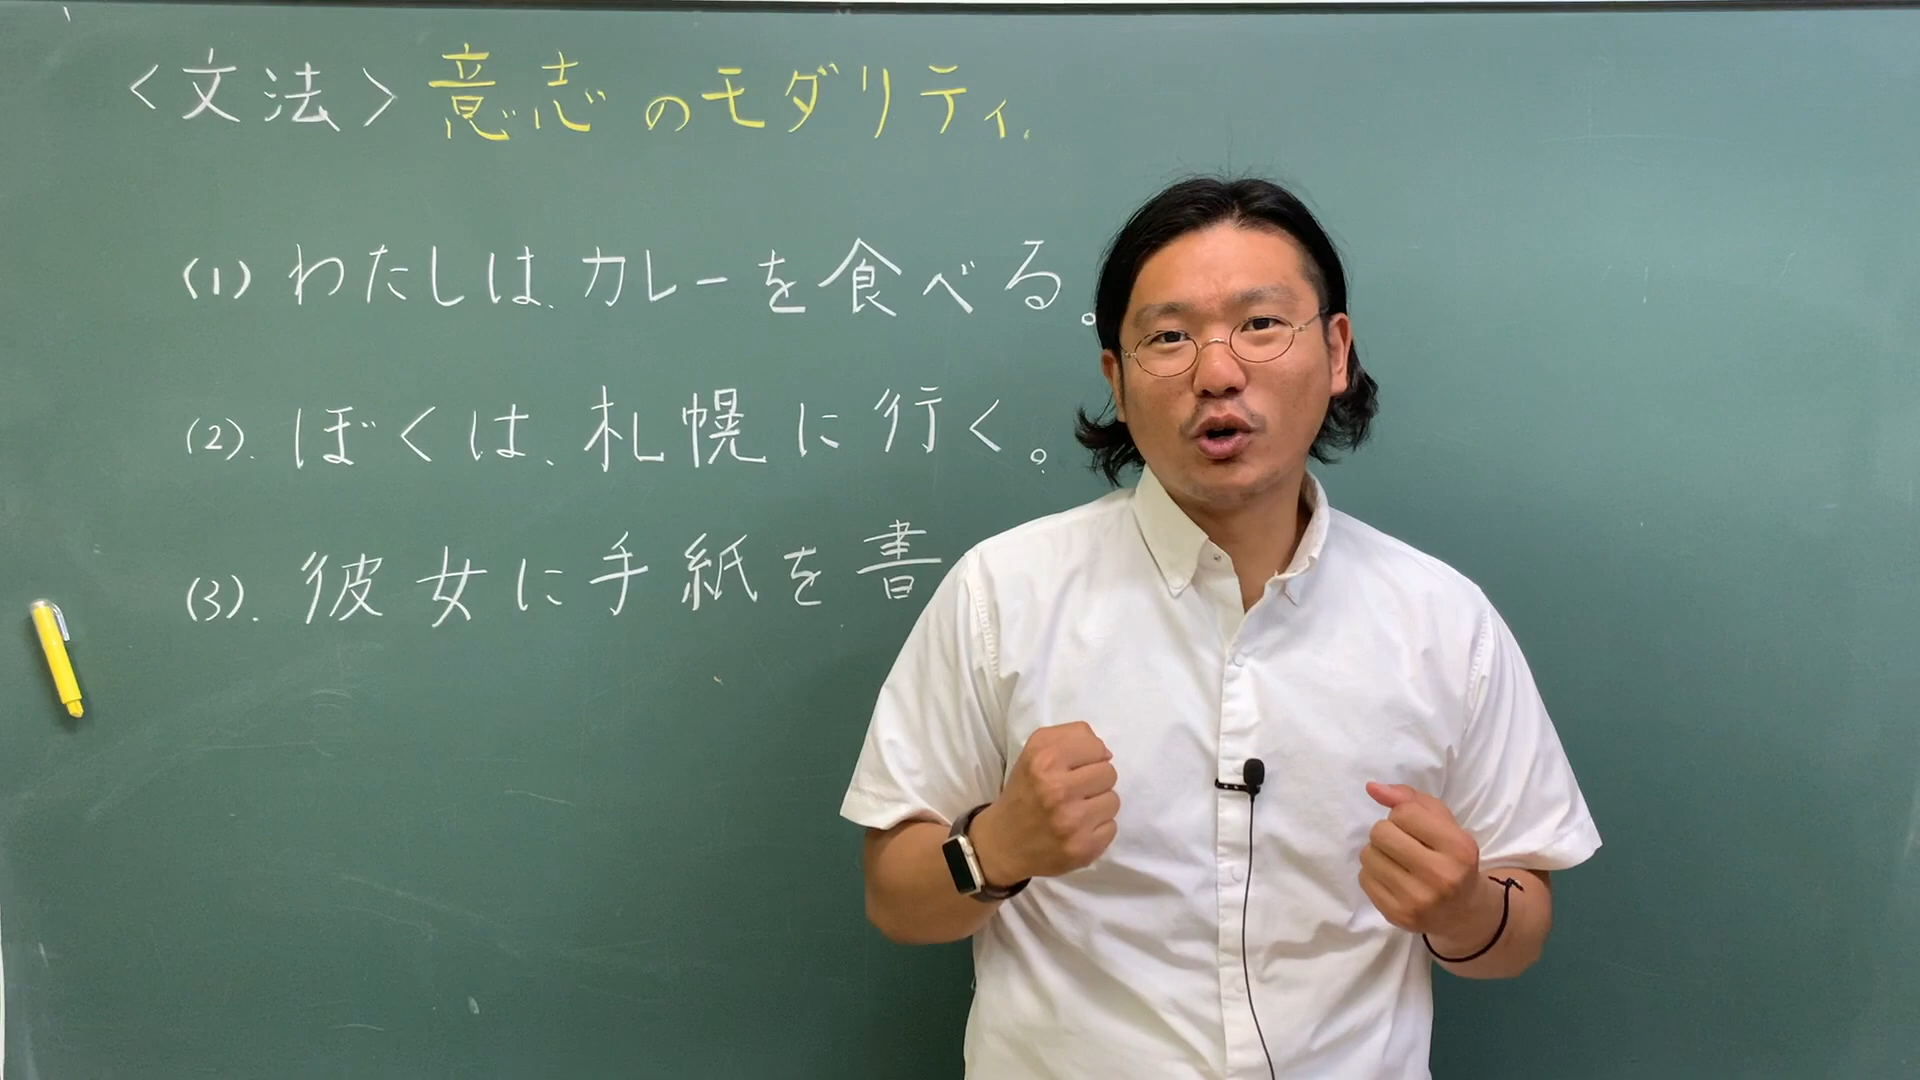 <文法>意志のモダリティ.
(1) わたしは、カレーを食べる。
(2). ぼくは、札幌に行く。
(3). 彼女に手紙を書